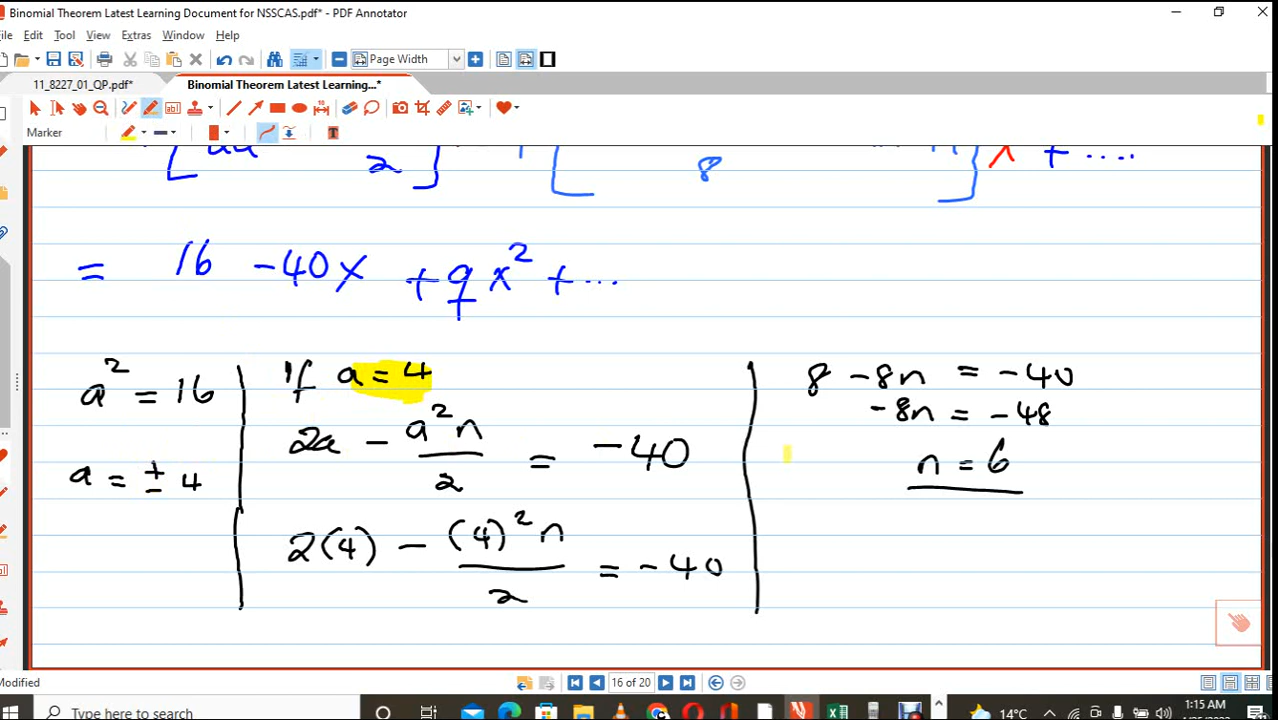 Binomial Theorem Latest Learning Document for NSSCAS.pdf* - PDF Annotator
File Edit Tool View Extras Window Help
Page Width
11_8227_01_QP.pdf* Binomial Theorem Latest Learning...*
Marker
2 8 x + ....
= 16 -40x + qx² + ...
a² = 16
a = ± 4
If a = 4
2a - a²n/2 = -40
2(4) - (4)²n/2 = -40
8 - 8n = -40
-8n = -48
n = 6
Modified 16 of 20
Type here to search 14°C 1:15 AM